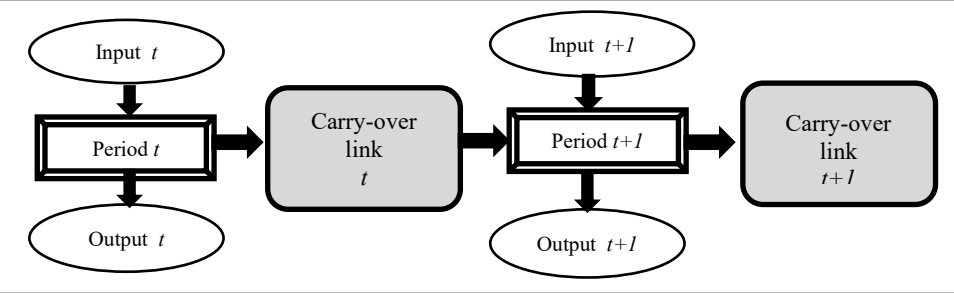 Input t
Period t
Output t
Carry-over
link
t
Input t+1
Period t+1
Output t+1
Carry-over
link
t+1